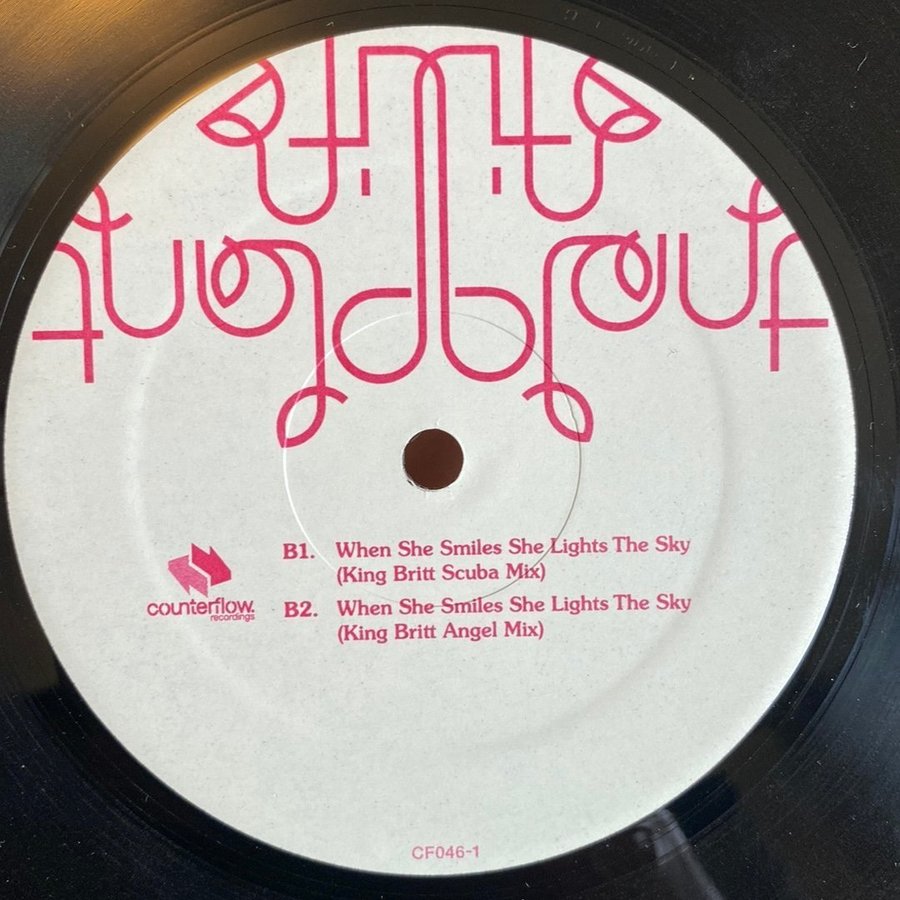 B1. When She Smiles She Lights The Sky
(King Britt Scuba Mix)
B2. When She Smiles She Lights The Sky
(King Britt Angel Mix)
counterflow.
recordings
CF046-1